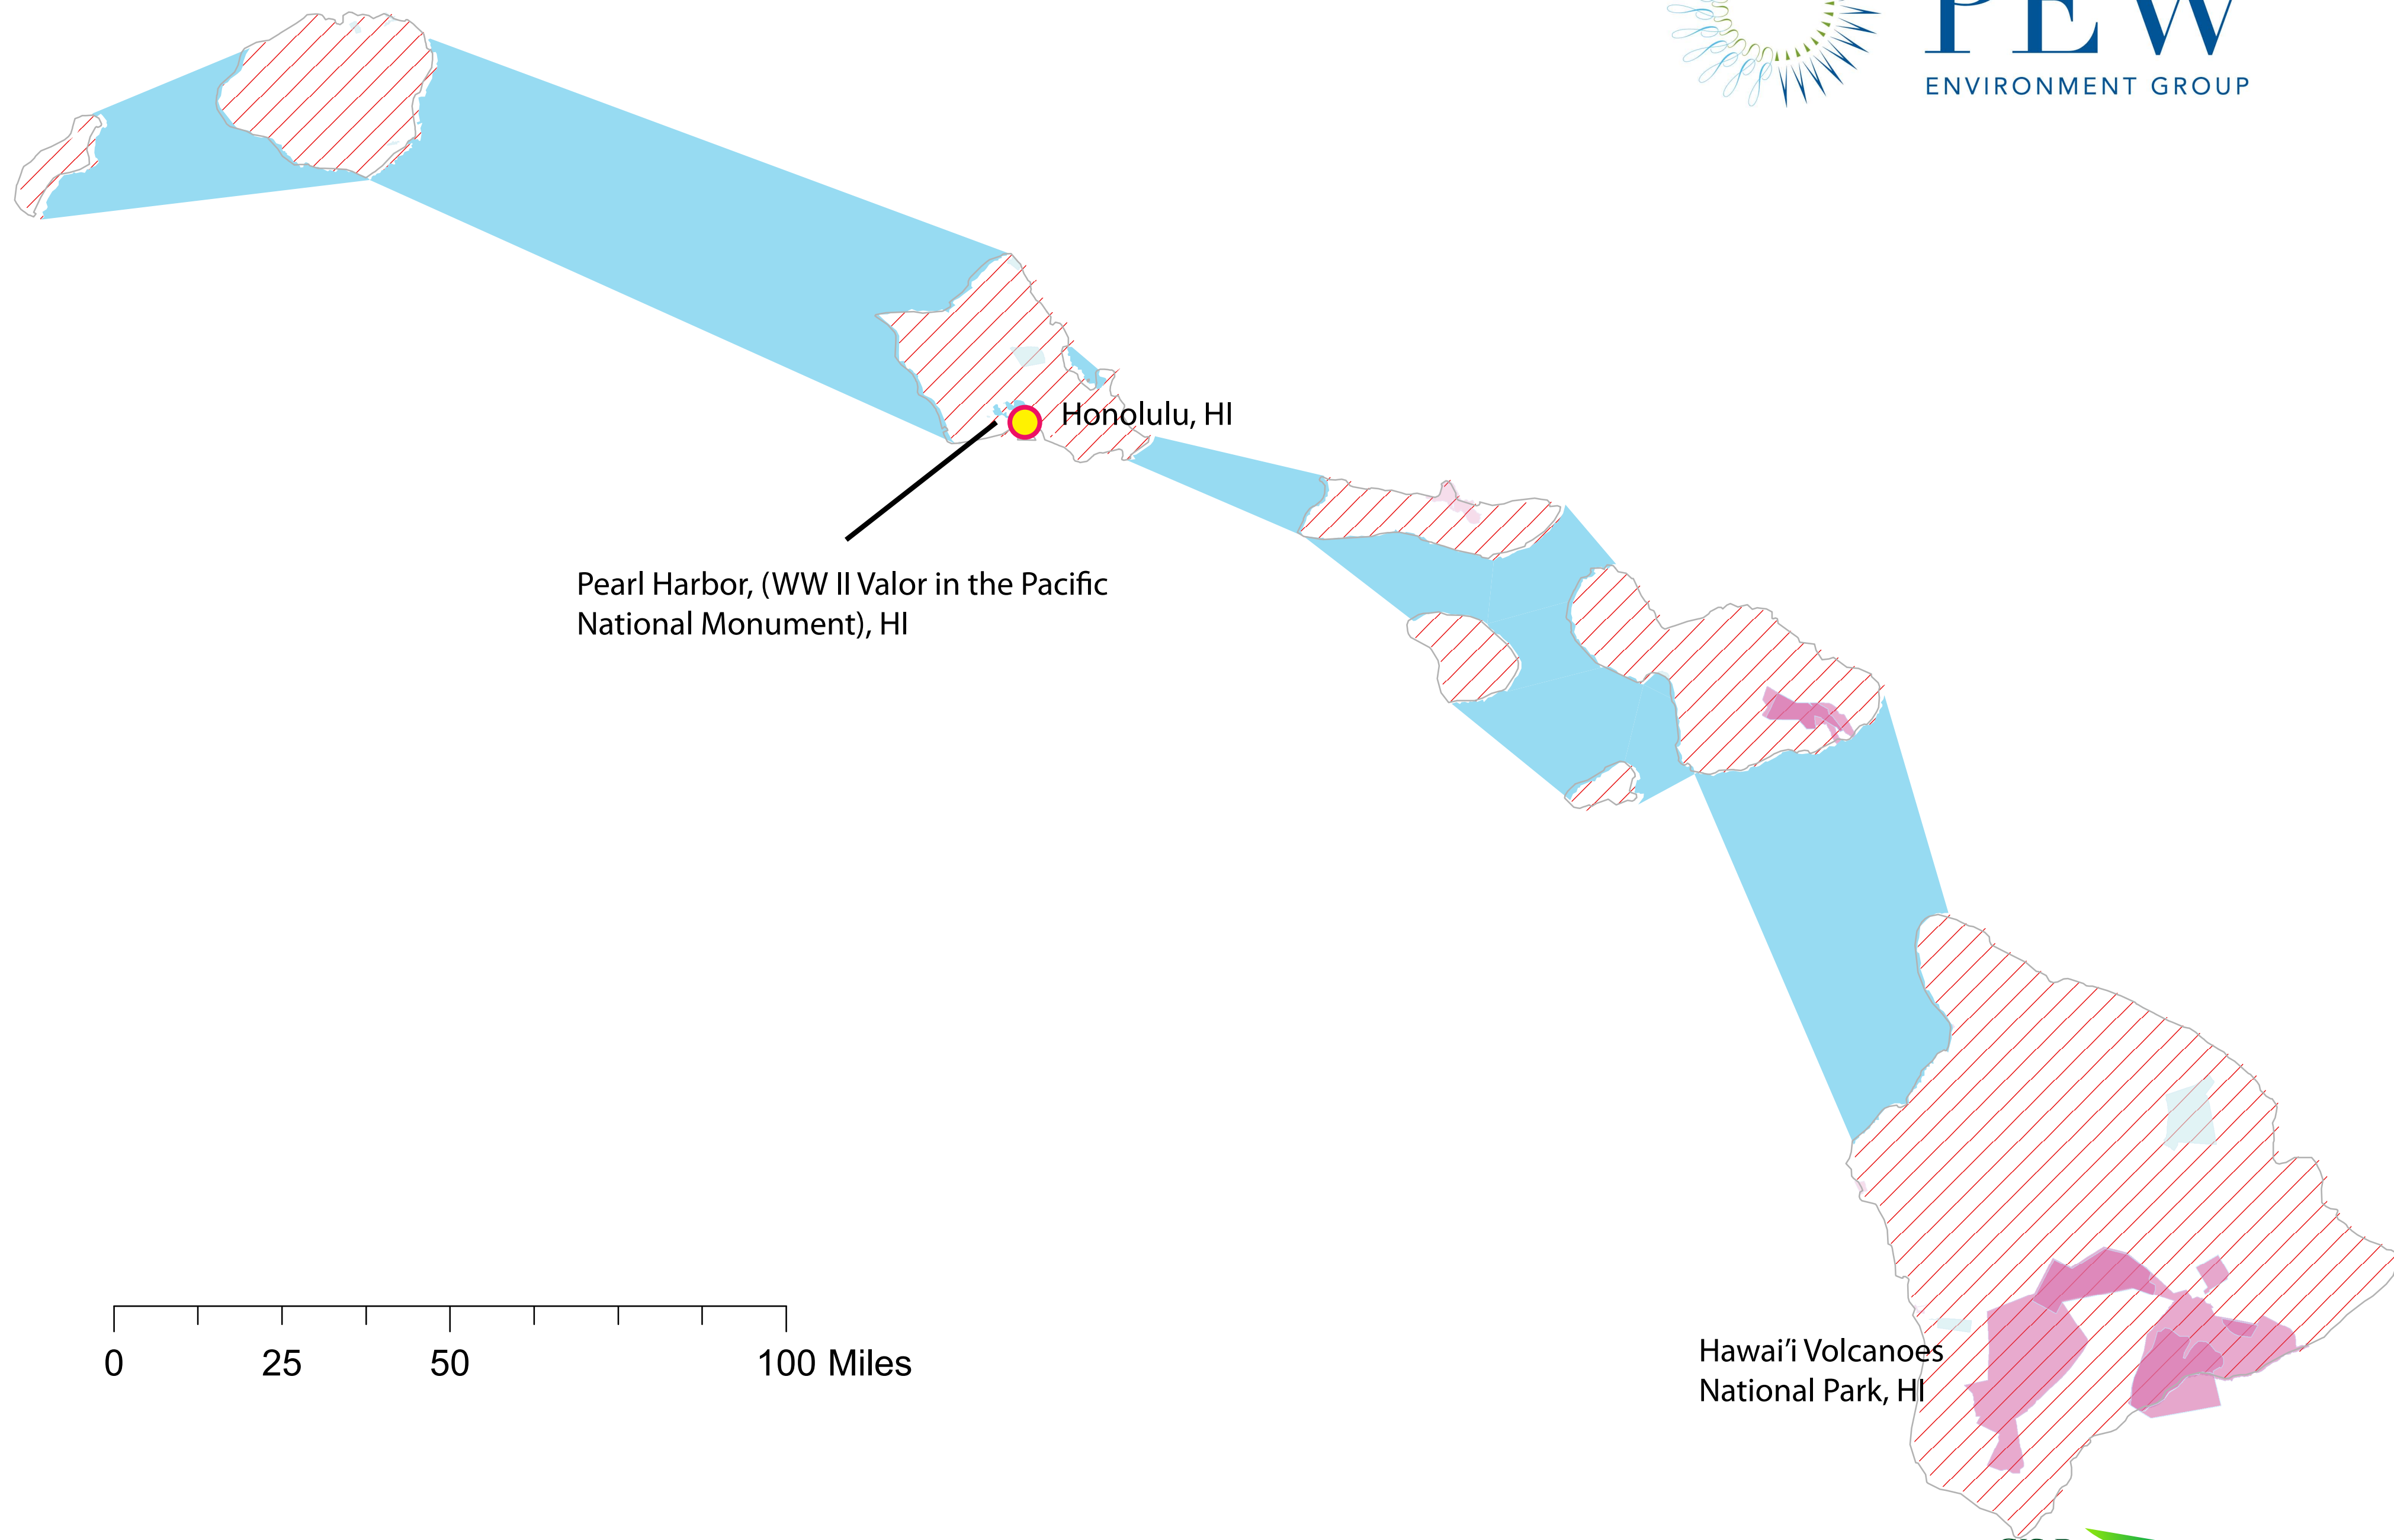 PEW
ENVIRONMENT GROUP
Honolulu, HI
Pearl Harbor, (WW II Valor in the Pacific
National Monument), HI
0 25 50 100 Miles
Hawai’i Volcanoes
National Park, HI